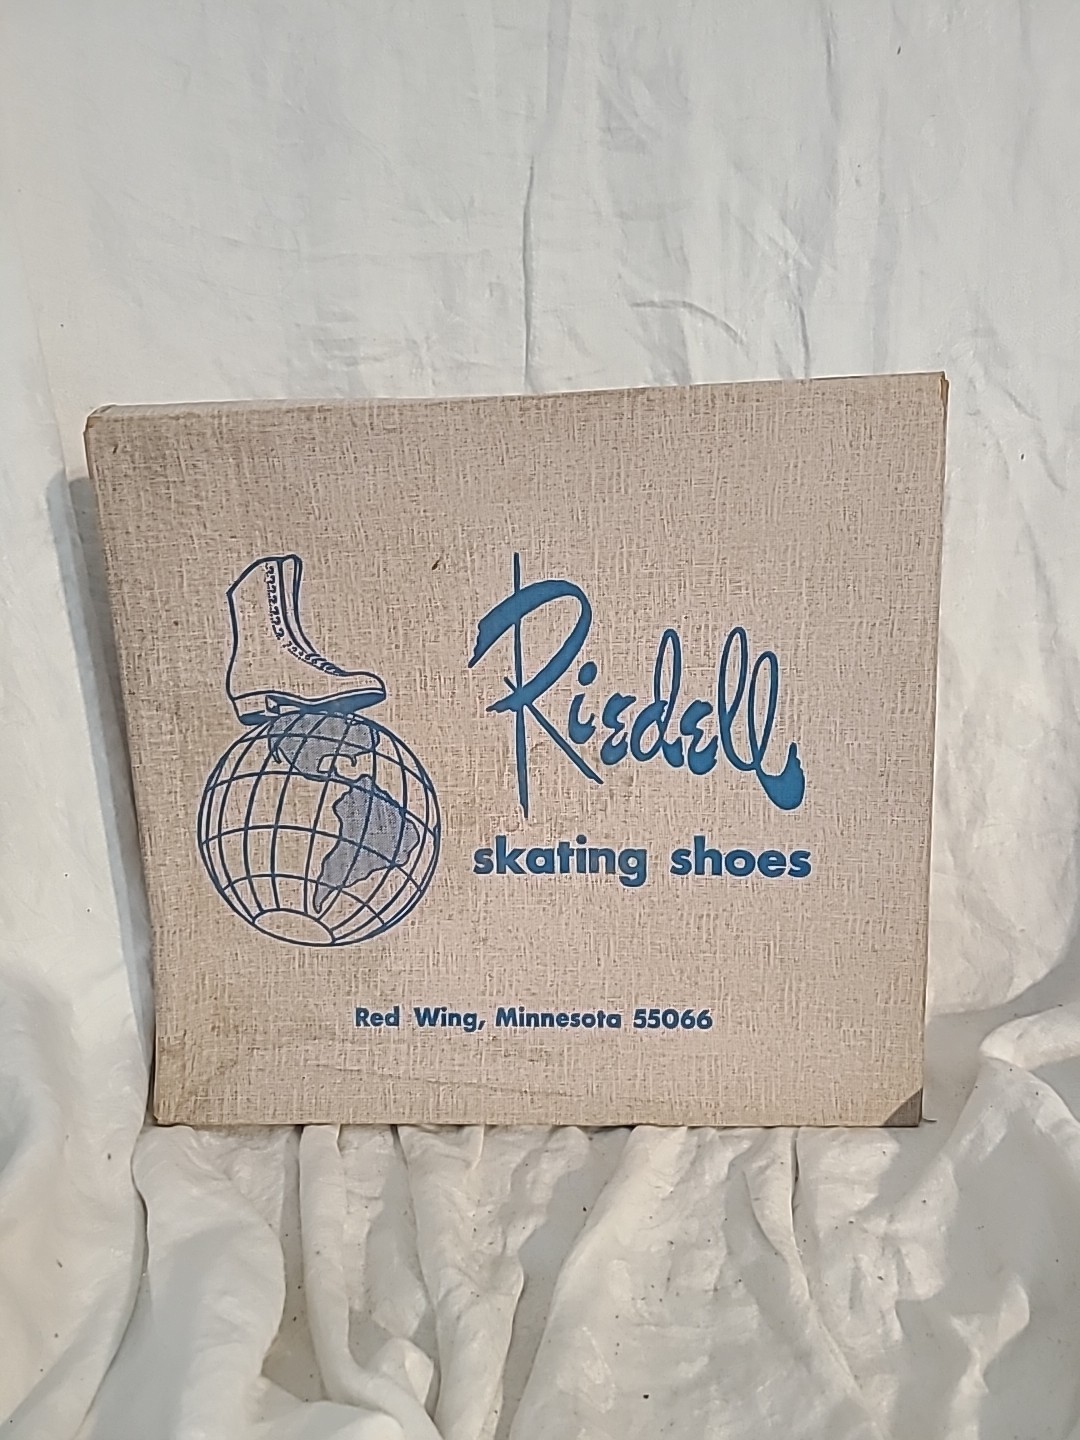 Riedell
skating shoes
Red Wing, Minnesota 55066